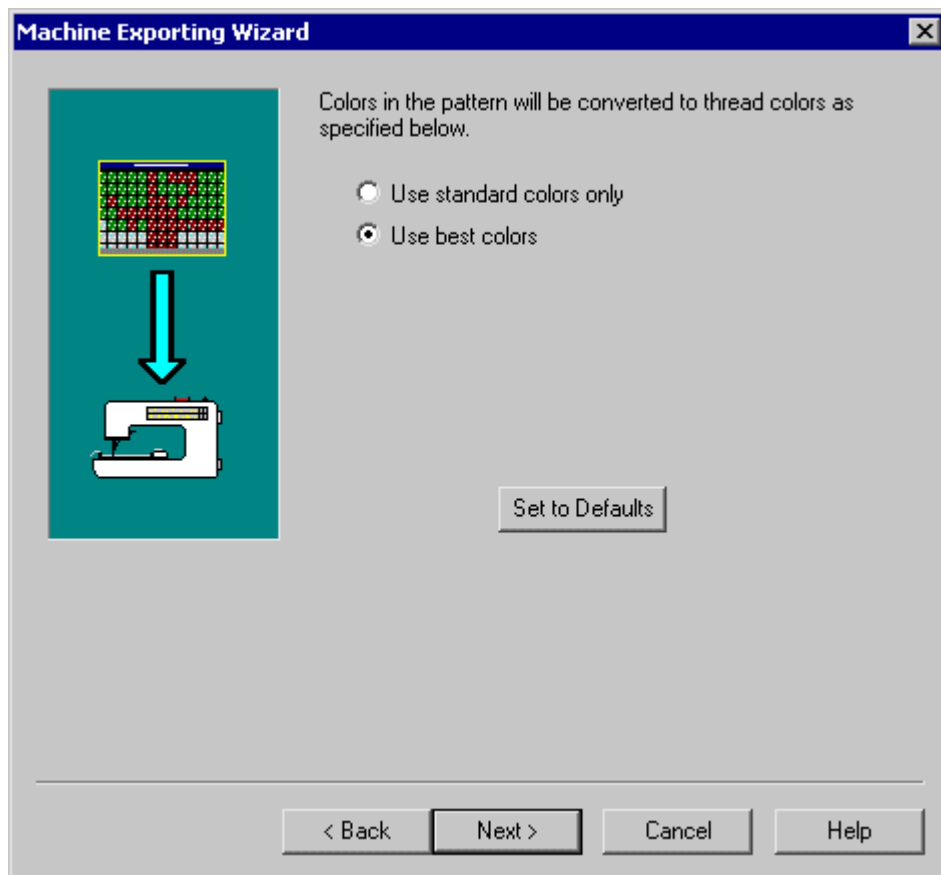 Machine Exporting Wizard
Colors in the pattern will be converted to thread colors as
specified below.
Use standard colors only
Use best colors
Set to Defaults
< Back
Next >
Cancel
Help